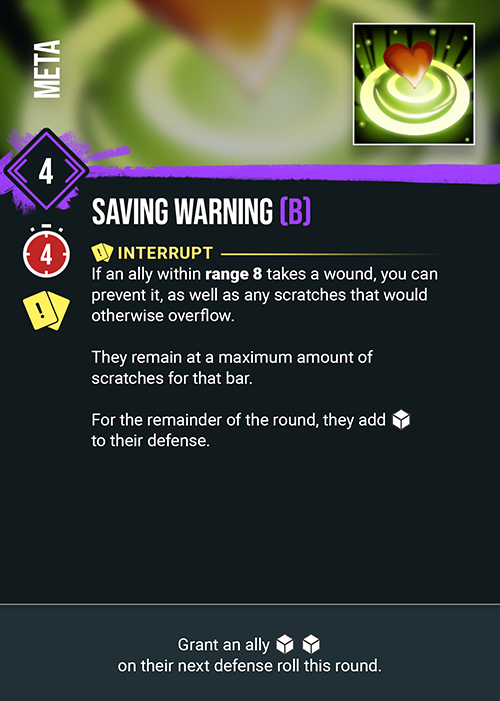 META
4
SAVING WARNING (B)
4
! INTERRUPT
If an ally within range 8 takes a wound, you can
prevent it, as well as any scratches that would
otherwise overflow.
!
They remain at a maximum amount of
scratches for that bar.
For the remainder of the round, they add
to their defense.
Grant an ally
on their next defense roll this round.